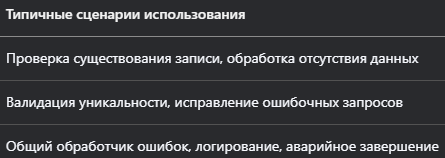 Типичные сценарии использования
Проверка существования записи, обработка отсутствия данных
Валидация уникальности, исправление ошибочных запросов
Общий обработчик ошибок, логирование, аварийное завершение